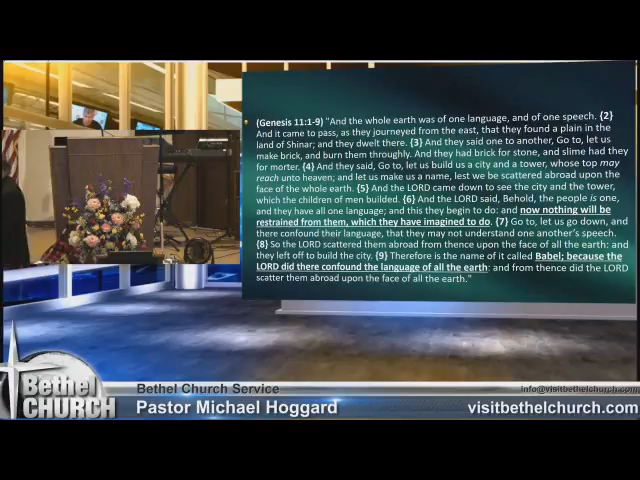 (Genesis 11:1-9) "And the whole earth was of one language, and of one speech. {2}
And it came to pass, as they journeyed from the east, that they found a plain in the
land of Shinar; and they dwelt there. {3} And they said one to another, Go to, let us
make brick, and burn them throughly. And they had brick for stone, and slime had they
for morter. {4} And they said, Go to, let us build us a city and a tower, whose top may
reach unto heaven; and let us make us a name, lest we be scattered abroad upon the
face of the whole earth. {5} And the LORD came down to see the city and the tower,
which the children of men builded. {6} And the LORD said, Behold, the people is one,
and they have all one language; and this they begin to do: and now nothing will be
restrained from them, which they have imagined to do. {7} Go to, let us go down, and
there confound their language, that they may not understand one another's speech.
{8} So the LORD scattered them abroad from thence upon the face of all the earth: and
they left off to build the city. {9} Therefore is the name of it called Babel; because the
LORD did there confound the language of all the earth: and from thence did the LORD
scatter them abroad upon the face of all the earth."
Bethel
CHURCH
Bethel Church Service
info@visitbethelchurch.com
Pastor Michael Hoggard
visitbethelchurch.com